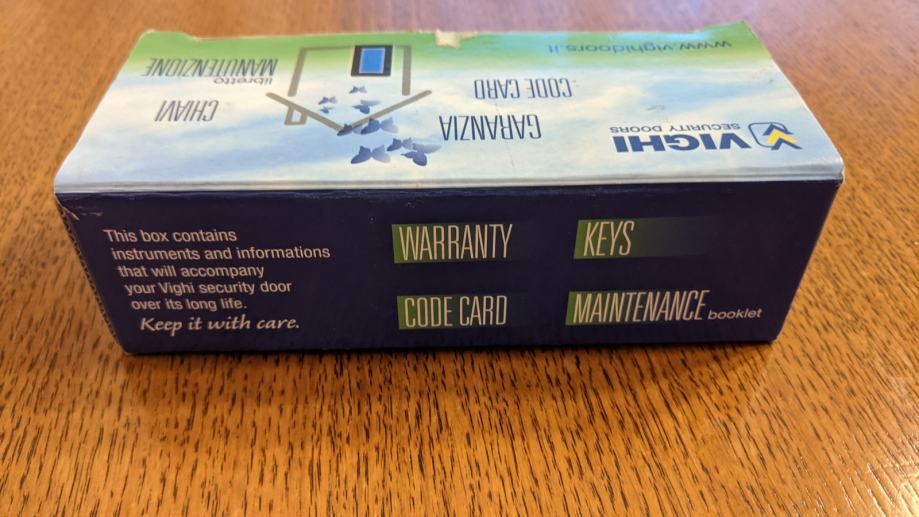 www.vighidoors.it
libretto
MANUTENZIONE
CHIAVI
CODE CARD
GARANZIA
VIGHI
SECURITY DOORS
This box contains
instruments and informations
that will accompany
your Vighi security door
over its long life.
Keep it with care.
WARRANTY
KEYS
CODE CARD
MAINTENANCE booklet